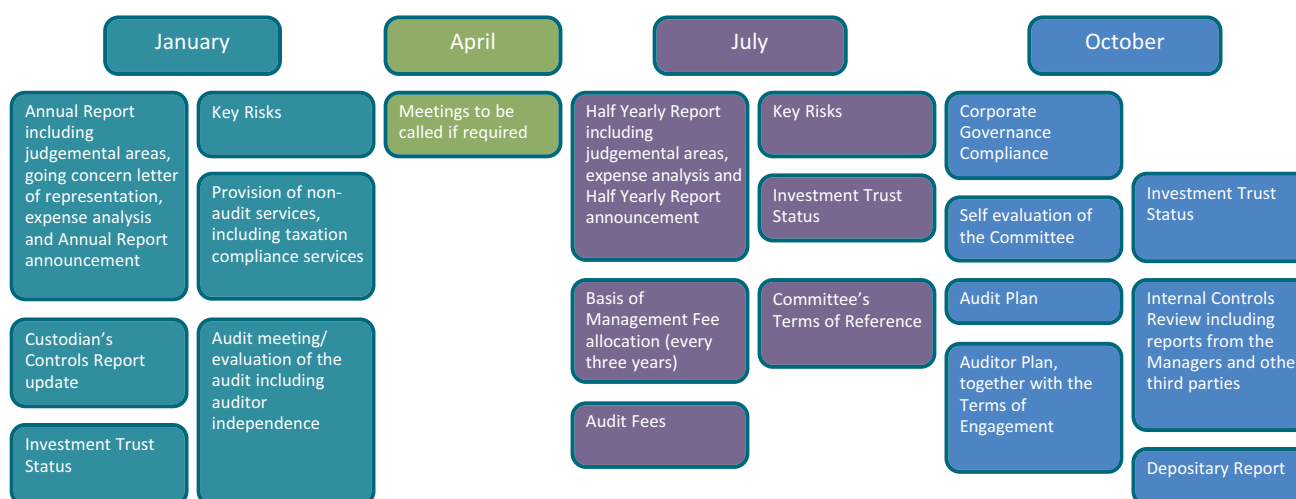 January
April
July
October
Annual Report
including
judgemental areas,
going concern letter
of representation,
expense analysis
and Annual Report
announcement
Custodian's
Controls Report
update
Investment Trust
Status
Key Risks
Provision of non-
audit services,
including taxation
compliance services
Audit meeting/
evaluation of the
audit including
auditor
independence
Meetings to be
called if required
Half Yearly Report
including
judgemental areas,
expense analysis and
Half Yearly Report
announcement
Basis of
Management Fee
allocation (every
three years)
Audit Fees
Key Risks
Investment Trust
Status
Committee's
Terms of Reference
Corporate
Governance
Compliance
Self evaluation of
the Committee
Audit Plan
Auditor Plan,
together with the
Terms of
Engagement
Investment Trust
Status
Internal Controls
Review including
reports from the
Managers and other
third parties
Depositary Report